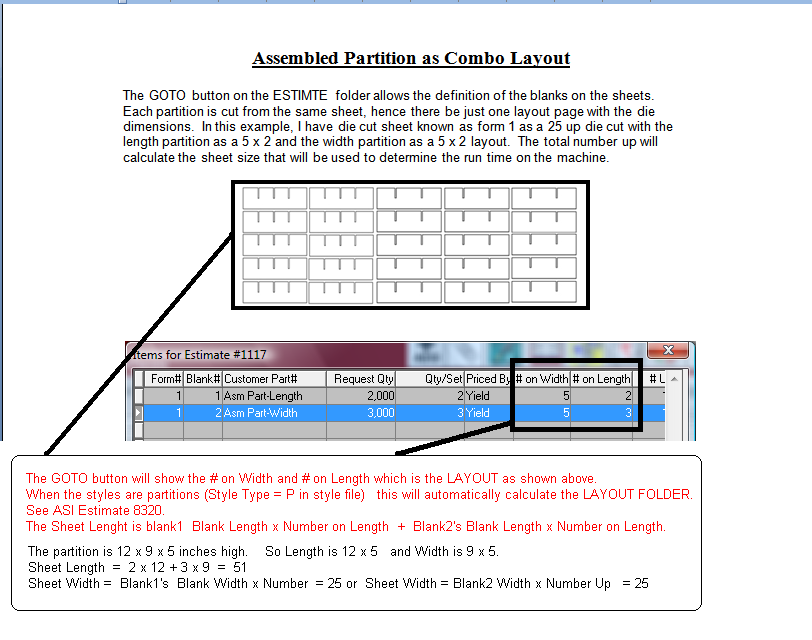 Assembled Partition as Combo Layout
The GOTO button on the ESTIMTE folder allows the definition of the blanks on the sheets.
Each partition is cut from the same sheet, hence there be just one layout page with the die
dimensions. In this example, I have die cut sheet known as form 1 as a 25 up die cut with the
length partition as a 5 x 2 and the width partition as a 5 x 2 layout. The total number up will
calculate the sheet size that will be used to determine the run time on the machine.
Items for Estimate #1117
Form# Blank# Customer Part# Request Qty Qty/Set Priced By # on Width # on Length # U
1 1 Asm Part-Length 2,000 2 Yield 5 2
1 2 Asm Part-Width 3,000 3 Yield 5 3
The GOTO button will show the # on Width and # on Length which is the LAYOUT as shown above.
When the styles are partitions (Style Type = P in style file) this will automatically calculate the LAYOUT FOLDER.
See ASI Estimate 8320.
The Sheet Lenght is blank1 Blank Length x Number on Length + Blank2's Blank Length x Number on Length.
The partition is 12 x 9 x 5 inches high. So Length is 12 x 5 and Width is 9 x 5.
Sheet Length = 2 x 12 + 3 x 9 = 51
Sheet Width = Blank1's Blank Width x Number = 25 or Sheet Width = Blank2 Width x Number Up = 25